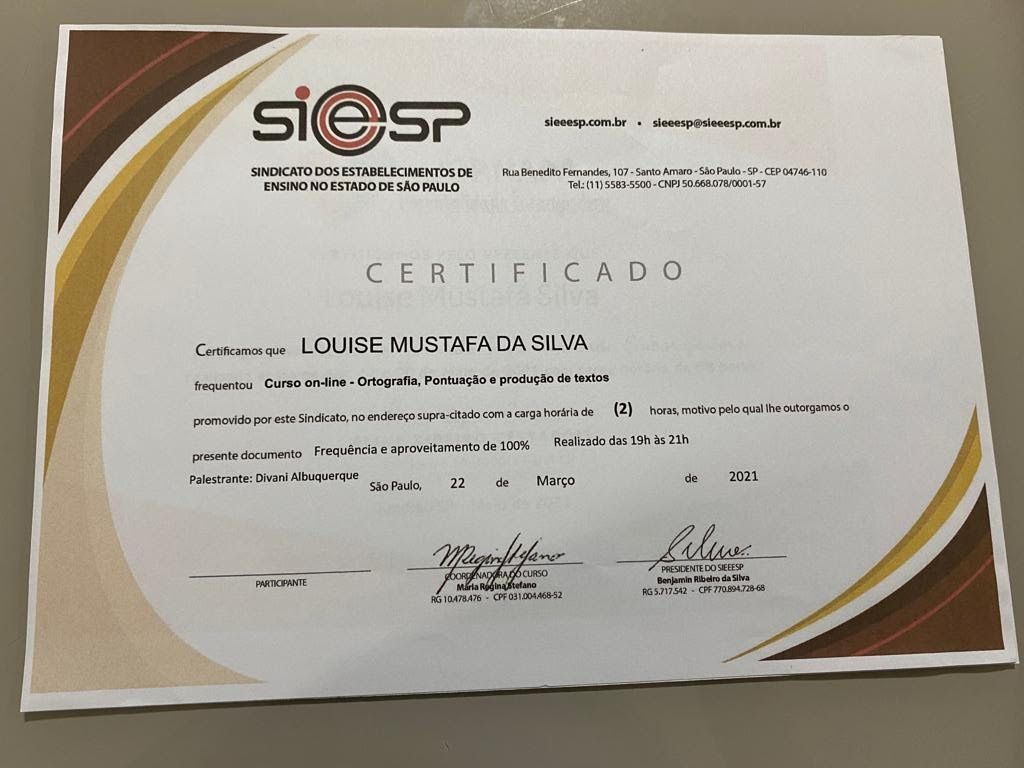 sieesp
sieeesp.com.br • sieeesp@sieeesp.com.br
SINDICATO DOS ESTABELECIMENTOS DE
ENSINO NO ESTADO DE SÃO PAULO
Rua Benedito Fernandes, 107 - Santo Amaro - São Paulo - SP - CEP 04746-110
Tel.: (11) 5583-5500 - CNPJ 50.668.078/0001-57
CERTIFICADO
Certificamos que LOUISE MUSTAFA DA SILVA
frequentou Curso on-line - Ortografia, Pontuação e produção de textos
promovido por este Sindicato, no endereço supra-citado com a carga horária de (2) horas, motivo pelo qual lhe outorgamos o
presente documento Frequência e aproveitamento de 100% Realizado das 19h às 21h
Palestrante: Divani Albuquerque São Paulo, 22 de Março de 2021
PARTICIPANTE
COORDENADORA DO CURSO
Maria Regina Stefano
RG 10.478.476 - CPF 031.004.468-52
PRESIDENTE DO SIEEESP
Benjamin Ribeiro da Silva
RG 5.717.542 - CPF 770.894.728-68